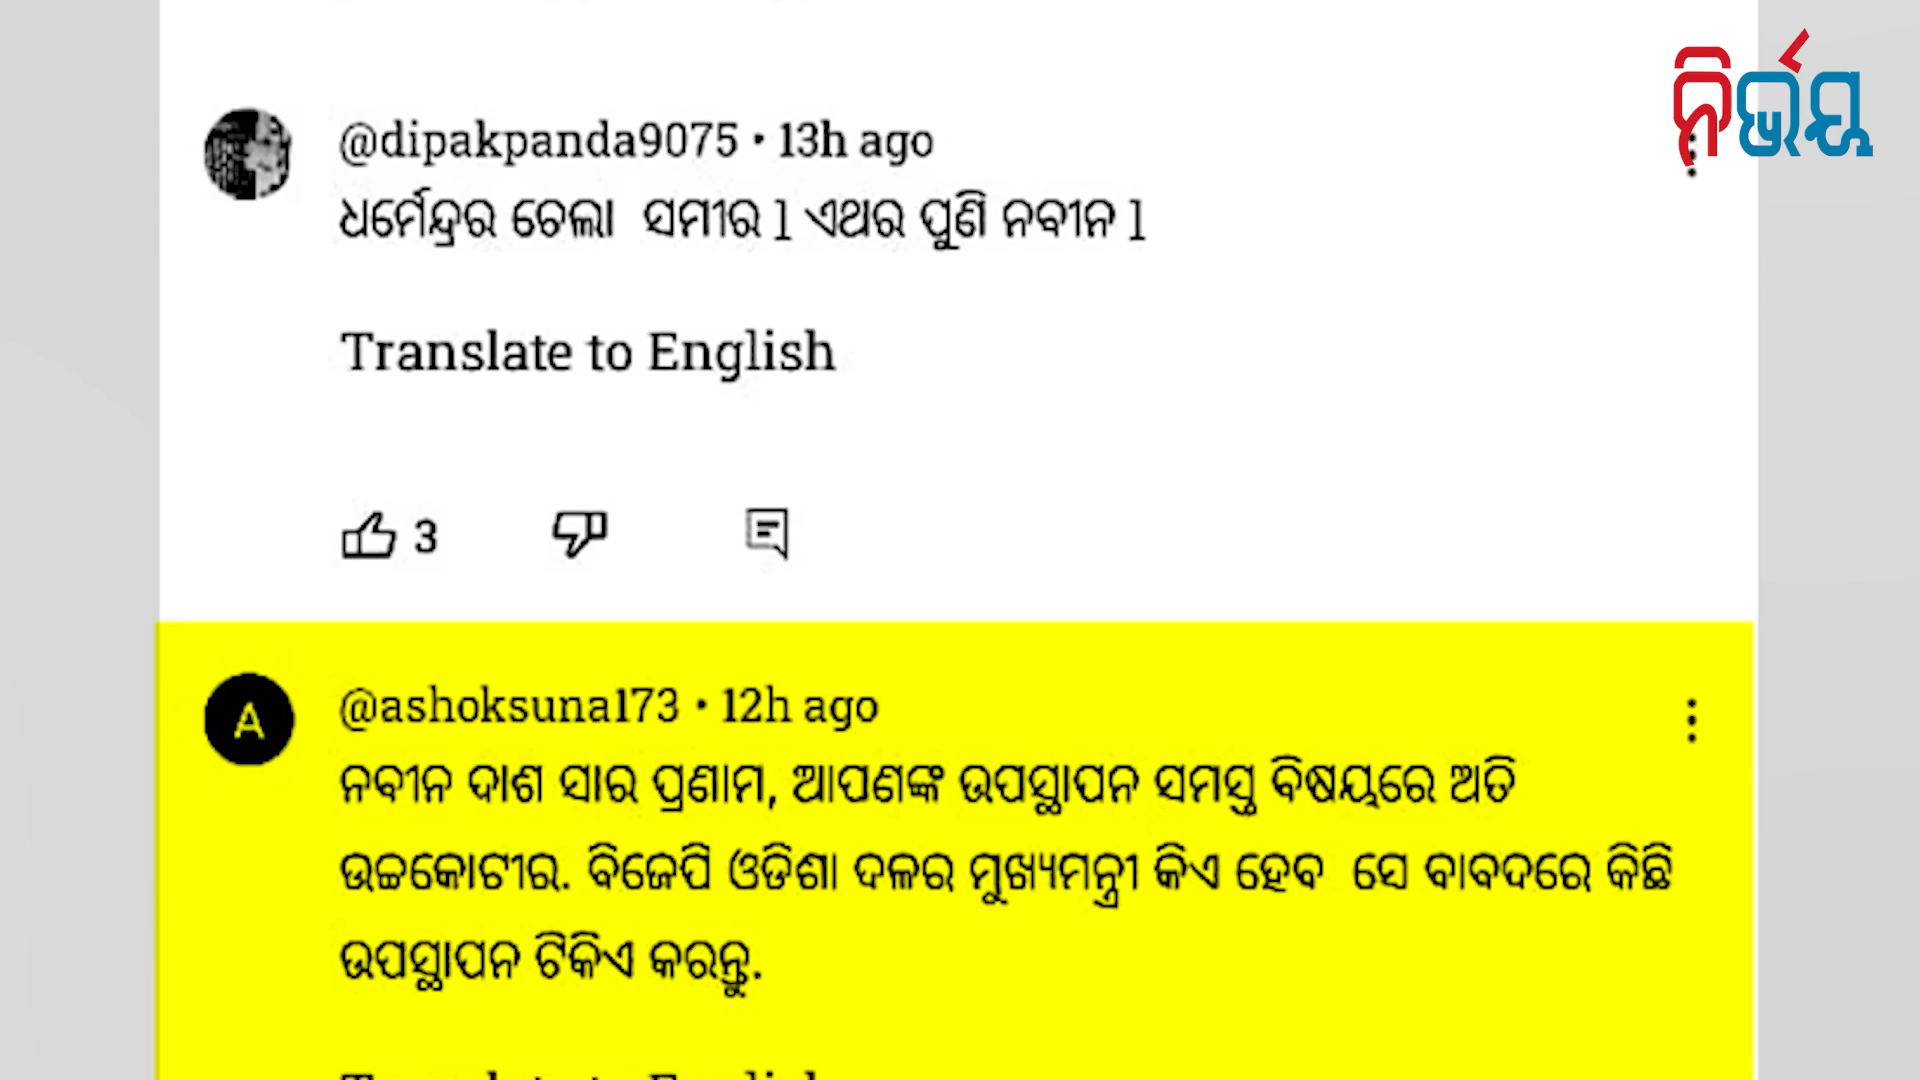 ନିର୍ଭୟ
@dipakpanda9075 • 13h ago
ଧର୍ମେନ୍ଦ୍ରର ଚେଲା ସମୀର l ଏଥର ପୁଣି ନବୀନ l
Translate to English
3
A
@ashoksuna173 • 12h ago
ନବୀନ ଦାଶ ସାର ପ୍ରଣାମ, ଆପଣଙ୍କ ଉପସ୍ଥାପନ ସମସ୍ତ ବିଷୟରେ ଅତି
ଉଚ୍ଚକୋଟୀର. ବିଜେପି ଓଡିଶା ଦଳର ମୁଖ୍ୟମନ୍ତ୍ରୀ କିଏ ହେବ ସେ ବାବଦରେ କିଛି
ଉପସ୍ଥାପନ ଟିକିଏ କରନ୍ତୁ.